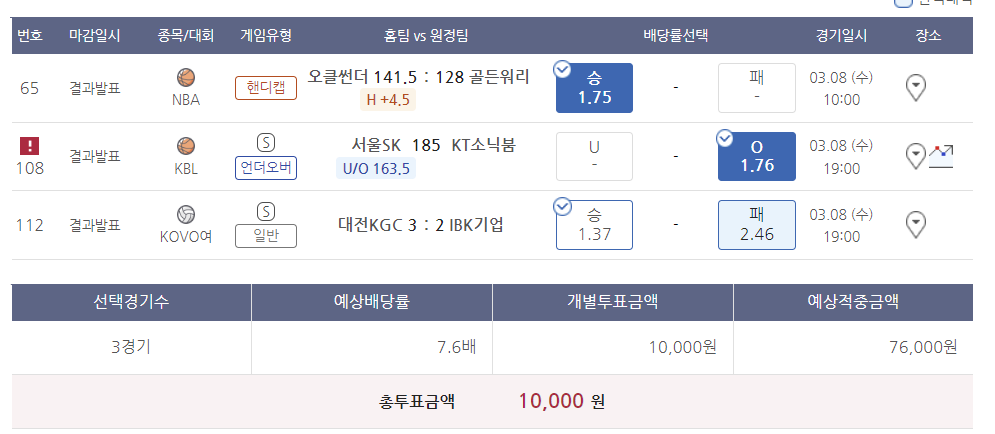 번호 마감일시 종목/대회 게임유형 홈팀 vs 원정팀 배당률선택 경기일시 장소
65 결과발표 NBA 핸디캡 오클썬더 141.5 : 128 골든워리 승 1.75 - 패 - 03.08 (수) 10:00
H +4.5
108 결과발표 KBL S 언더오버 서울SK 185 KT소닉붐 U - - O 1.76 03.08 (수) 19:00
U/O 163.5
112 결과발표 KOVO여 S 일반 대전KGC 3 : 2 IBK기업 승 1.37 - 패 2.46 03.08 (수) 19:00
선택경기수 예상배당률 개별투표금액 예상적중금액
3경기 7.6배 10,000원 76,000원
총투표금액 10,000 원